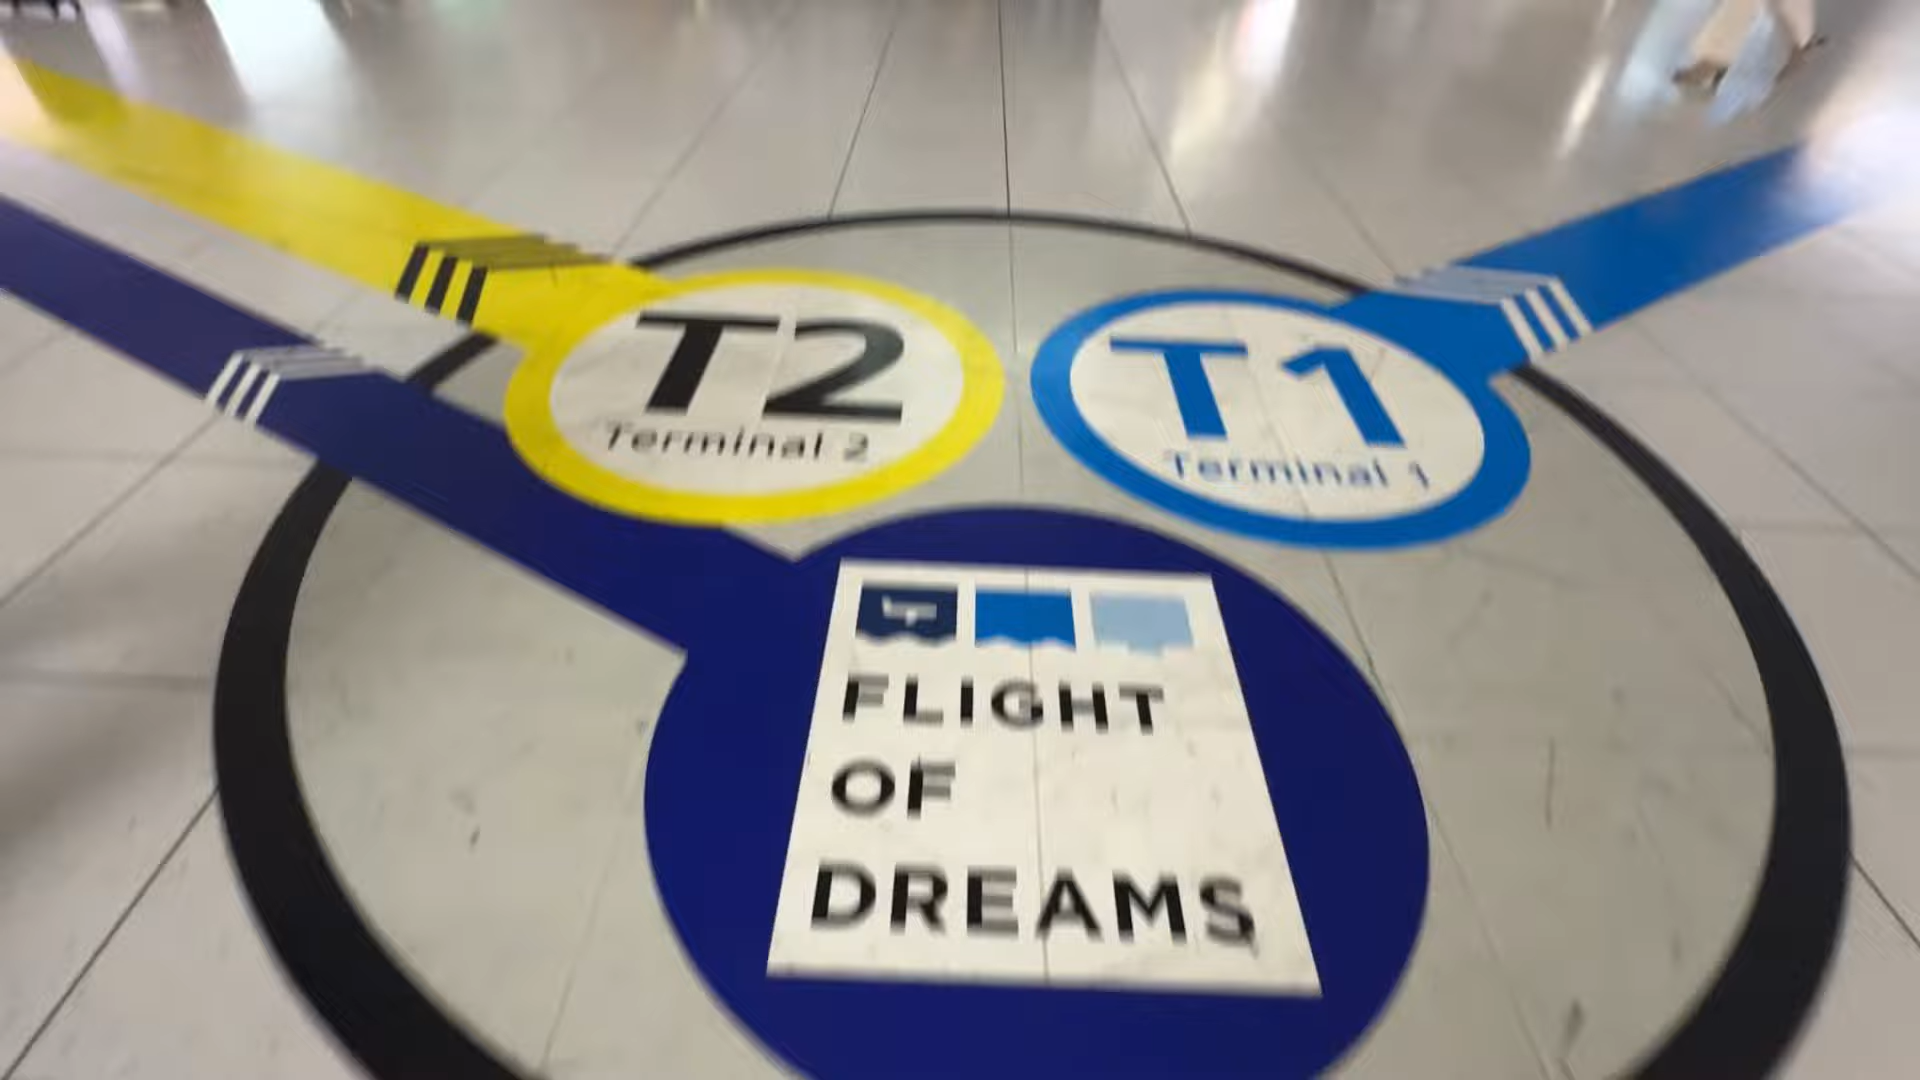 T2
Terminal 2
T1
Terminal 1
FLIGHT
OF
DREAMS